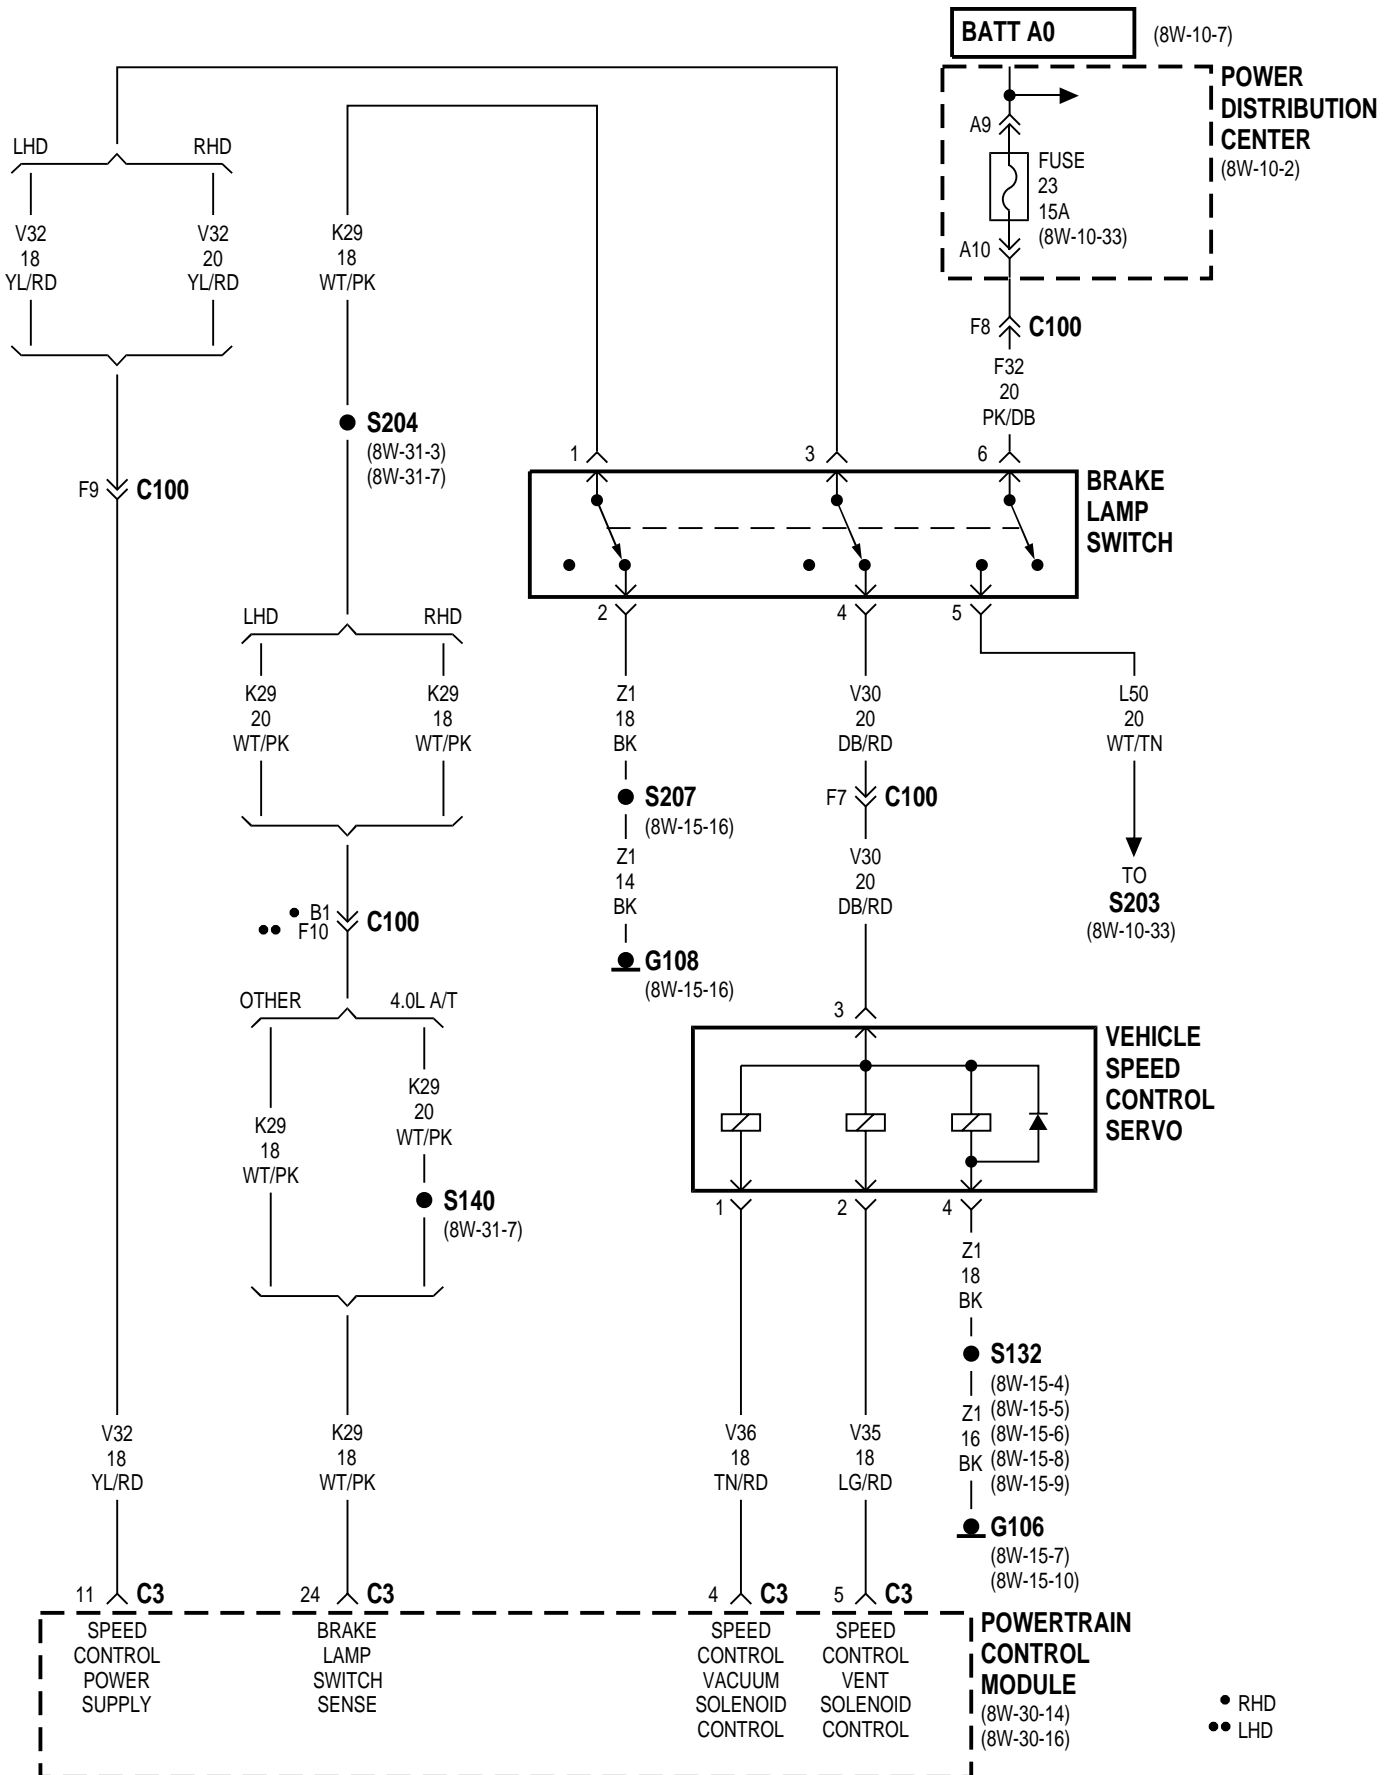 BATT A0
(8W-10-7)
POWER
DISTRIBUTION
CENTER
(8W-10-2)
A9
FUSE
23
15A
(8W-10-33)
A10
F8 C100
F32
20
PK/DB
LHD RHD
V32
18
YL/RD
V32
20
YL/RD
K29
18
WT/PK
S204
(8W-31-3)
(8W-31-7)
F9 C100
1 3 6
BRAKE
LAMP
SWITCH
2 4 5
LHD RHD
K29
20
WT/PK
K29
18
WT/PK
Z1
18
BK
V30
20
DB/RD
L50
20
WT/TN
S207
(8W-15-16)
F7 C100
Z1
14
BK
V30
20
DB/RD
TO
S203
(8W-10-33)
• B1
•• F10
C100
G108
(8W-15-16)
OTHER 4.0L A/T
3
VEHICLE
SPEED
CONTROL
SERVO
K29
18
WT/PK
K29
20
WT/PK
S140
(8W-31-7)
1 2 4
Z1
18
BK
S132
(8W-15-4)
(8W-15-5)
(8W-15-6)
(8W-15-8)
(8W-15-9)
Z1
16
BK
V32
18
YL/RD
K29
18
WT/PK
V36
18
TN/RD
V35
18
LG/RD
G106
(8W-15-7)
(8W-15-10)
11 C3
24 C3
4 C3
5 C3
SPEED
CONTROL
POWER
SUPPLY
BRAKE
LAMP
SWITCH
SENSE
SPEED
CONTROL
VACUUM
SOLENOID
CONTROL
SPEED
CONTROL
VENT
SOLENOID
CONTROL
POWERTRAIN
CONTROL
MODULE
(8W-30-14)
(8W-30-16)
• RHD
•• LHD